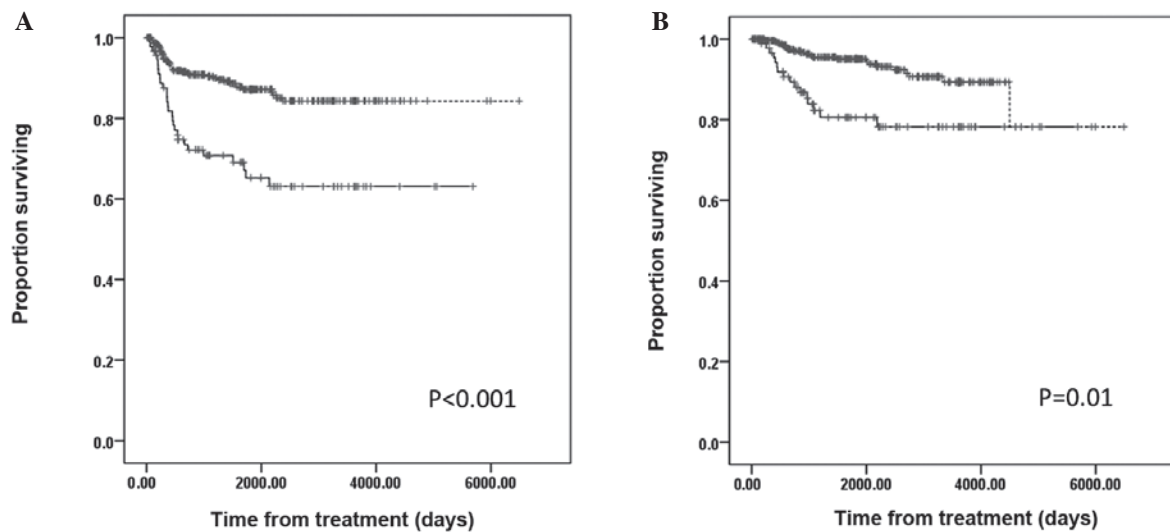 A
Proportion surviving
1.0
0.8
0.6
0.4
0.2
0.0
P<0.001
0.00 2000.00 4000.00 6000.00
Time from treatment (days)
B
Proportion surviving
1.0
0.8
0.6
0.4
0.2
0.0
P=0.01
0.00 2000.00 4000.00 6000.00
Time from treatment (days)